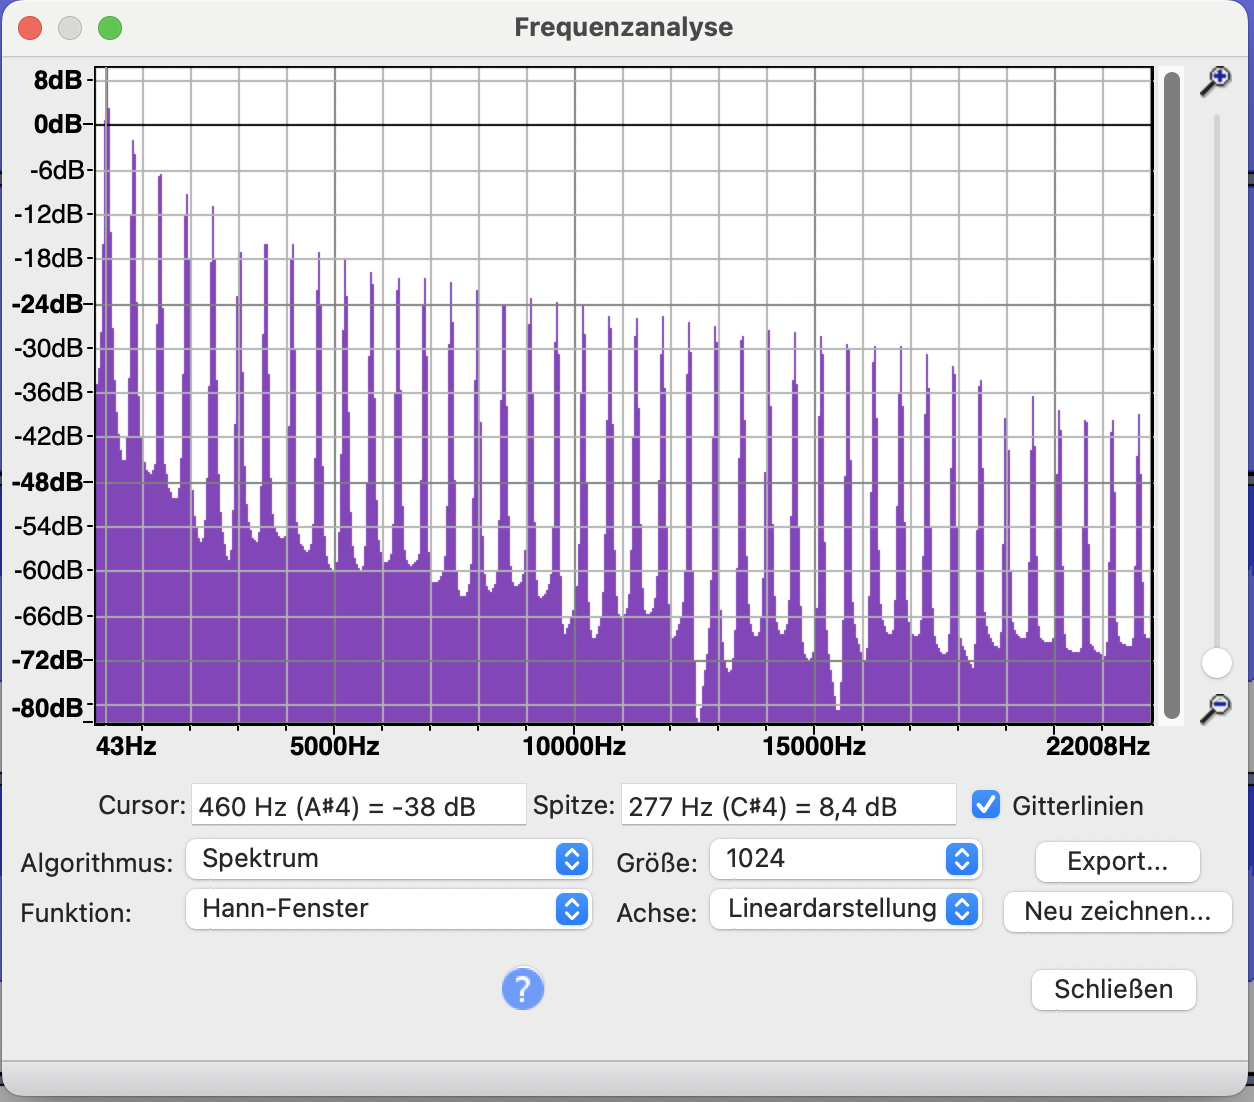 Frequenzanalyse
8dB
0dB
-6dB
-12dB
-18dB
-24dB
-30dB
-36dB
-42dB
-48dB
-54dB
-60dB
-66dB
-72dB
-80dB
43Hz 5000Hz 10000Hz 15000Hz 22008Hz
Cursor: 460 Hz (A#4) = -38 dB Spitze: 277 Hz (C#4) = 8,4 dB Gitterlinien
Algorithmus: Spektrum Größe: 1024 Export...
Funktion: Hann-Fenster Achse: Lineardarstellung Neu zeichnen...
? Schließen